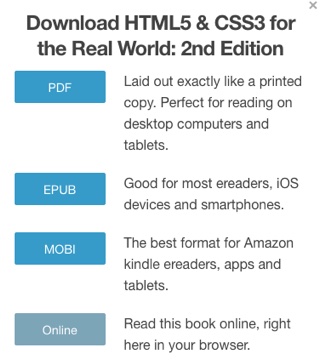 ×
Download HTML5 & CSS3 for
the Real World: 2nd Edition
PDF
Laid out exactly like a printed
copy. Perfect for reading on
desktop computers and
tablets.
EPUB
Good for most ereaders, iOS
devices and smartphones.
MOBI
The best format for Amazon
kindle ereaders, apps and
tablets.
Online
Read this book online, right
here in your browser.